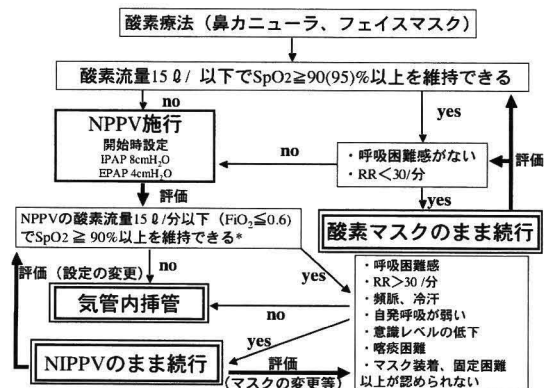 酸素療法（鼻カニューラ、フェイスマスク）
酸素流量15ℓ/ 以下でSpO2≧90(95)%以上を維持できる
no
yes
NPPV施行
開始時設定
IPAP 8cmH2O
EPAP 4cmH2O
no
・呼吸困難感がない
・RR＜30/分
評価
評価
yes
NPPVの酸素流量15ℓ/分以下（FiO2≦0.6）
でSpO2 ≧ 90%以上を維持できる*
酸素マスクのまま続行
評価（設定の変更）
no
yes
気管内挿管
no
・呼吸困難感
・RR＞30 /分
・頻脈、冷汗
・自発呼吸が弱い
・意識レベルの低下
・喀痰困難
・マスク装着、固定困難
以上が認められない
yes
NIPPVのまま続行
評価
（マスクの変更等）